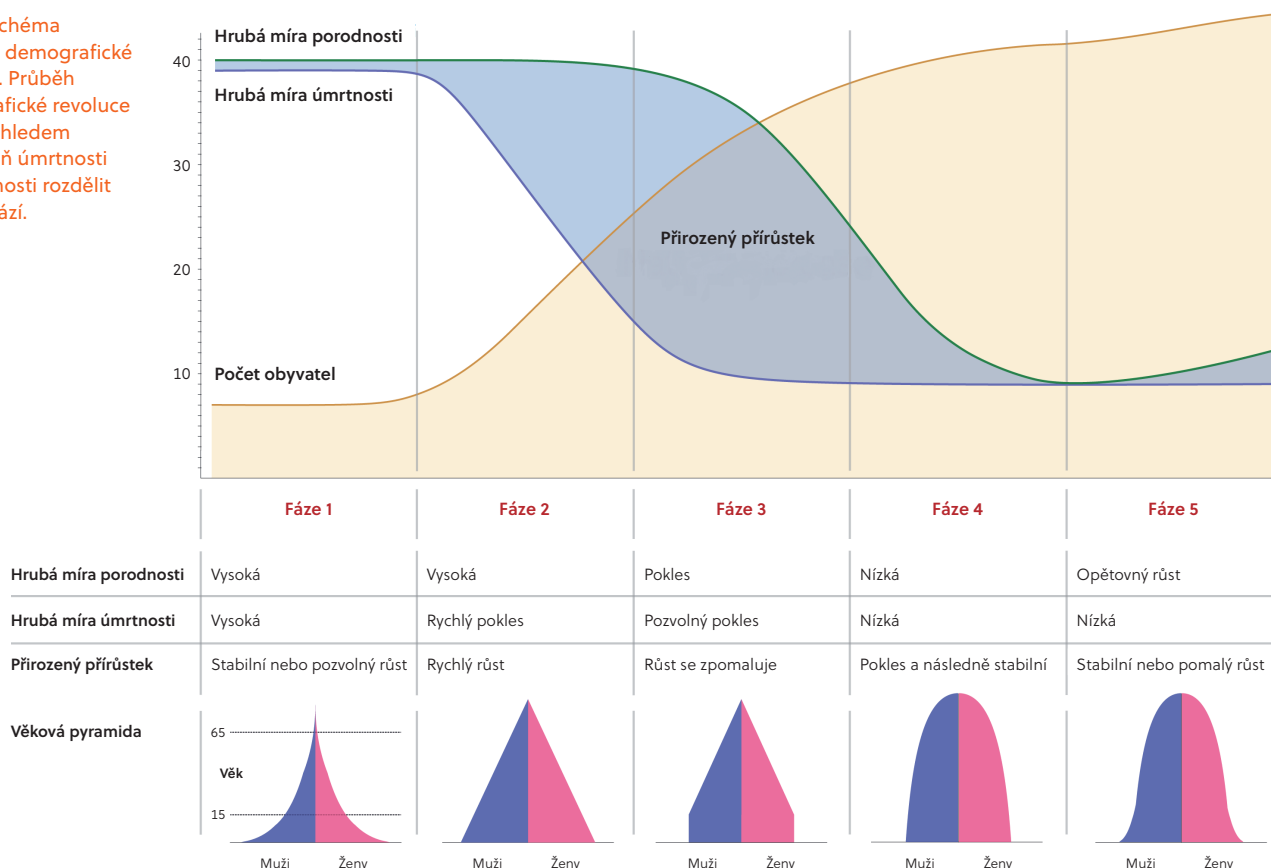 chéma
demografické
. Průběh
afické revoluce
hledem
ň úmrtnosti
nosti rozdělit
ází.
Hrubá míra porodnosti
40
Hrubá míra úmrtnosti
30
Přirozený přírůstek
20
10
Počet obyvatel
Fáze 1
Fáze 2
Fáze 3
Fáze 4
Fáze 5
Hrubá míra porodnosti Vysoká Vysoká Pokles Nízká Opětovný růst
Hrubá míra úmrtnosti Vysoká Rychlý pokles Pozvolný pokles Nízká Nízká
Přirozený přírůstek Stabilní nebo pozvolný růst Rychlý růst Růst se zpomaluje Pokles a následně stabilní Stabilní nebo pomalý růst
Věková pyramida
65
Věk
15
Muži Ženy Muži Ženy Muži Ženy Muži Ženy Muži Ženy